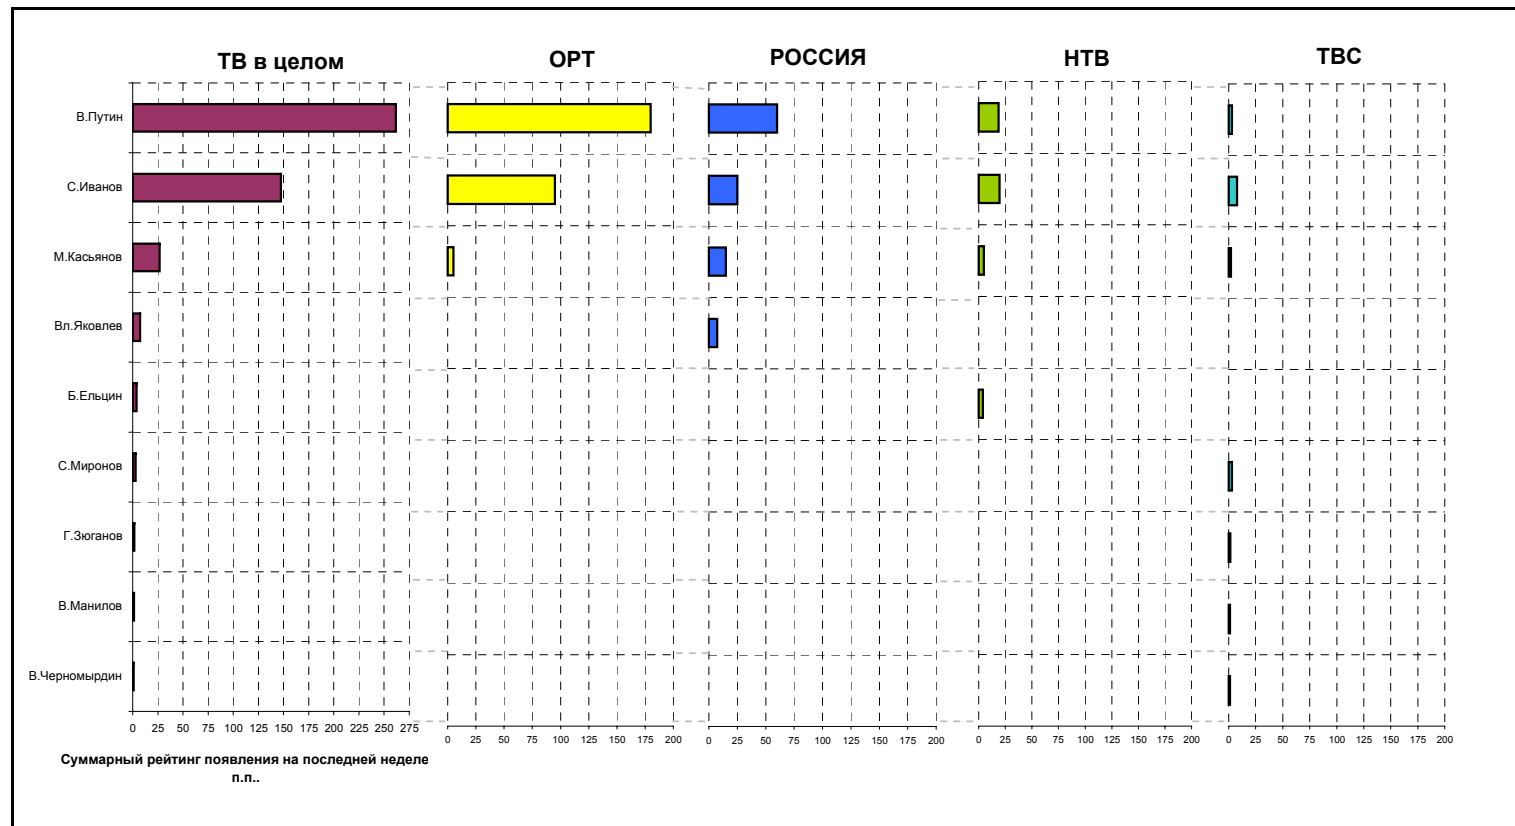 ТВ в целом
ОРТ
РОССИЯ
НТВ
ТВС
В.Путин
С.Иванов
М.Касьянов
Вл.Яковлев
Б.Ельцин
С.Миронов
Г.Зюганов
В.Манилов
В.Черномырдин
0 25 50 75 100 125 150 175 200 225 250 275
0 25 50 75 100 125 150 175 200
0 25 50 75 100 125 150 175 200
0 25 50 75 100 125 150 175 200
0 25 50 75 100 125 150 175 200
Суммарный рейтинг появления на последней неделе
п.п..